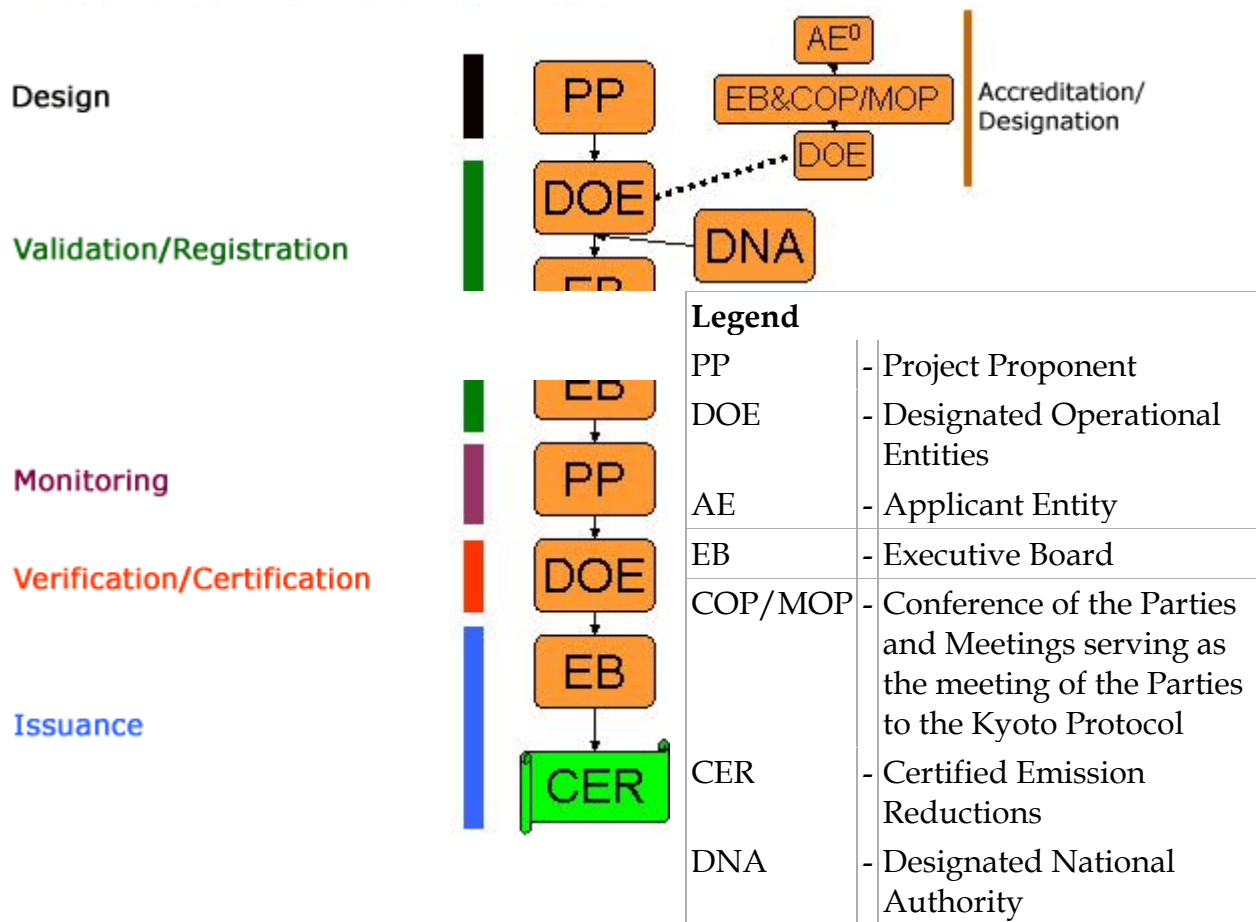 AE⁰
Design
PP
EB&COP/MOP
Accreditation/
Designation
DOE
DOE
Validation/Registration
DNA
EB
Legend
PP - Project Proponent
EB
DOE - Designated Operational
Entities
Monitoring
PP
AE - Applicant Entity
EB - Executive Board
Verification/Certification
DOE
COP/MOP - Conference of the Parties
and Meetings serving as
the meeting of the Parties
to the Kyoto Protocol
EB
Issuance
CER
CER - Certified Emission
Reductions
DNA - Designated National
Authority